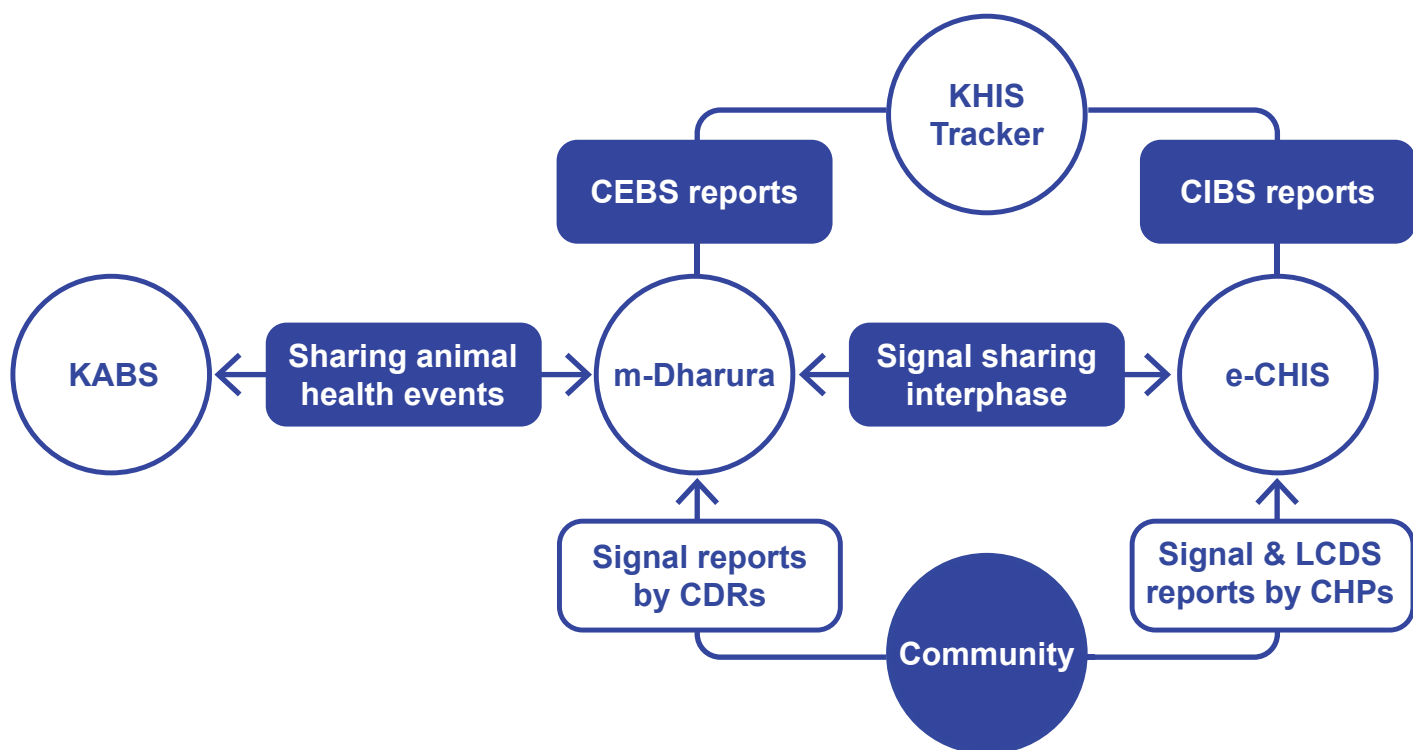 KHIS
Tracker
CEBS reports
CIBS reports
KABS
Sharing animal
health events
m-Dharura
Signal sharing
interphase
e-CHIS
Signal reports
by CDRs
Signal & LCDS
reports by CHPs
Community